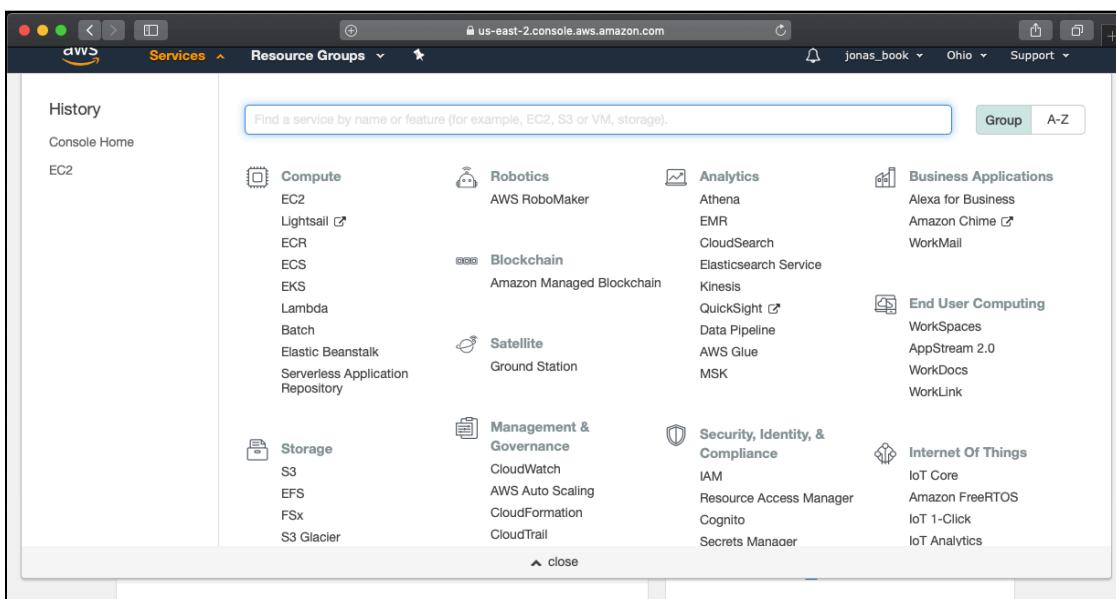 us-east-2.console.aws.amazon.com
aws
Services
Resource Groups
jonas_book
Ohio
Support
History
Console Home
EC2
Find a service by name or feature (for example, EC2, S3 or VM, storage).
Group
A-Z
Compute
EC2
Lightsail
ECR
ECS
EKS
Lambda
Batch
Elastic Beanstalk
Serverless Application
Repository
Storage
S3
EFS
FSx
S3 Glacier
Robotics
AWS RoboMaker
Blockchain
Amazon Managed Blockchain
Satellite
Ground Station
Management &
Governance
CloudWatch
AWS Auto Scaling
CloudFormation
CloudTrail
Analytics
Athena
EMR
CloudSearch
Elasticsearch Service
Kinesis
QuickSight
Data Pipeline
AWS Glue
MSK
Security, Identity, &
Compliance
IAM
Resource Access Manager
Cognito
Secrets Manager
Business Applications
Alexa for Business
Amazon Chime
WorkMail
End User Computing
WorkSpaces
AppStream 2.0
WorkDocs
WorkLink
Internet Of Things
IoT Core
Amazon FreeRTOS
IoT 1-Click
IoT Analytics
close